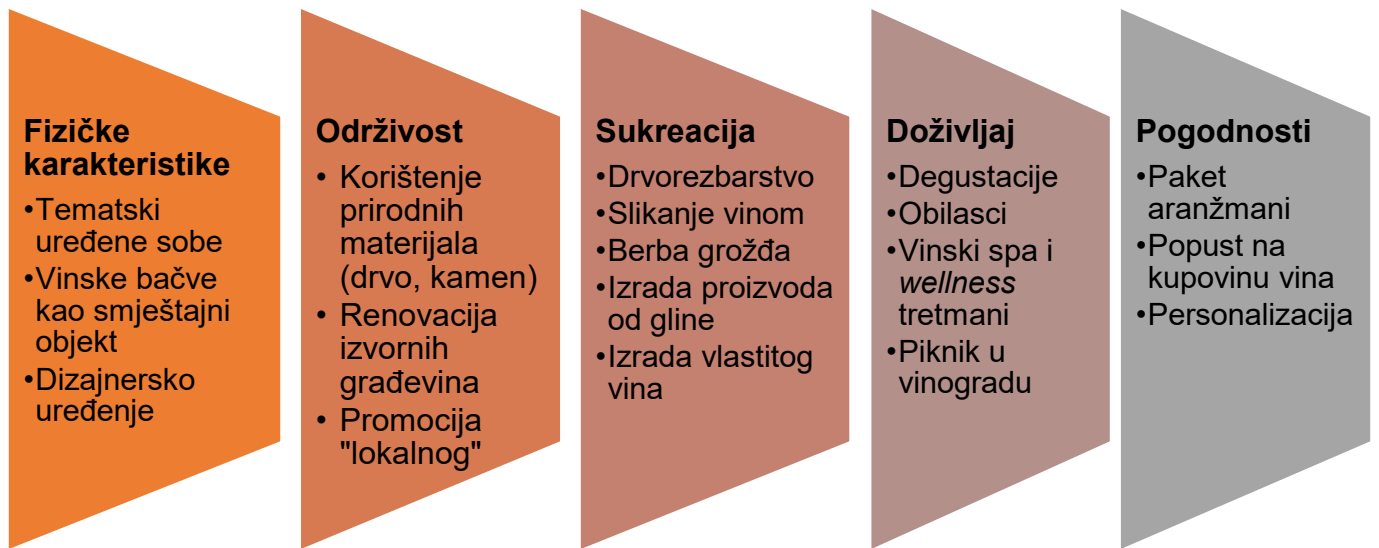 Fizičke
karakteristike
•Tematski
uređene sobe
•Vinske bačve
kao smještajni
objekt
•Dizajnersko
uređenje
Održivost
• Korištenje
prirodnih
materijala
(drvo, kamen)
• Renovacija
izvornih
građevina
• Promocija
"lokalnog"
Sukreacija
•Drvorezbarstvo
•Slikanje vinom
•Berba grožđa
•Izrada proizvoda
od gline
•Izrada vlastitog
vina
Doživljaj
•Degustacije
•Obilasci
•Vinski spa i
wellness
tretmani
•Piknik u
vinogradu
Pogodnosti
•Paket
aranžmani
•Popust na
kupovinu vina
•Personalizacija